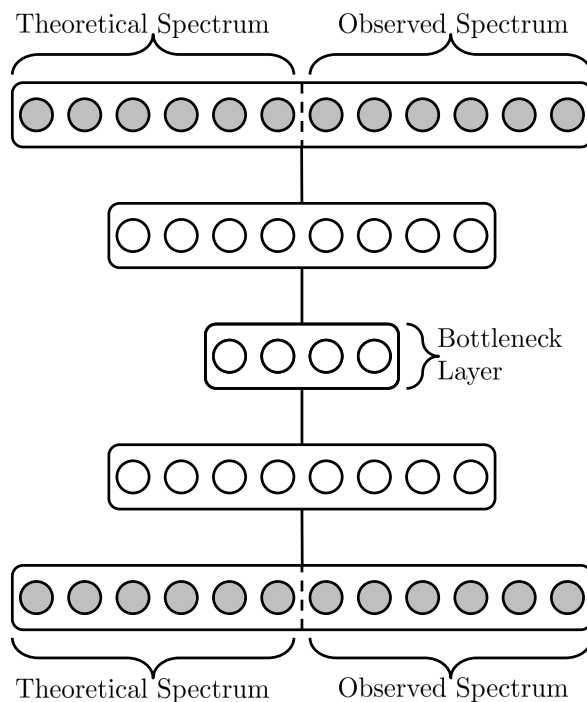 Theoretical Spectrum
Observed Spectrum
Bottleneck
Layer
Theoretical Spectrum
Observed Spectrum